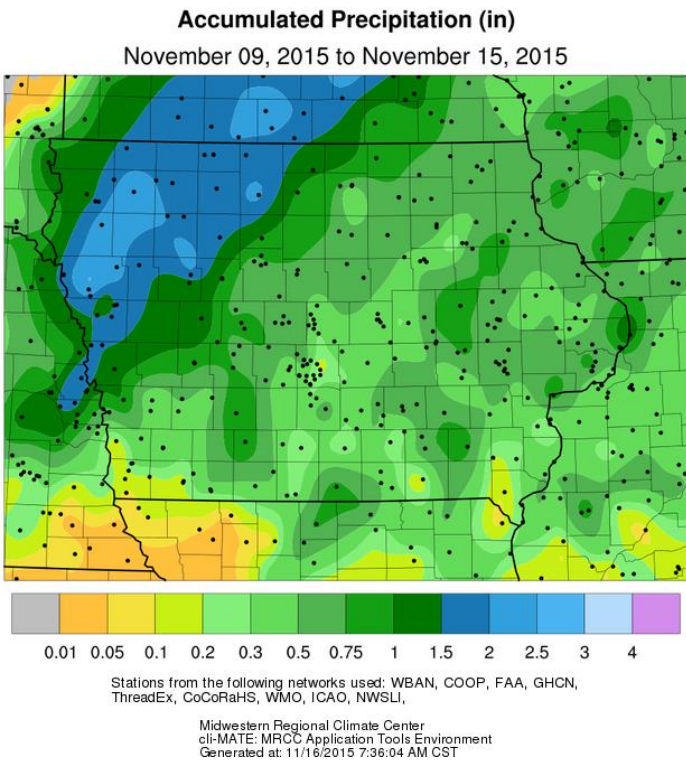 Accumulated Precipitation (in)
November 09, 2015 to November 15, 2015
0.01 0.05 0.1 0.2 0.3 0.5 0.75 1 1.5 2 2.5 3 4
Stations from the following networks used: WBAN, COOP, FAA, GHCN,
ThreadEx, CoCoRaHS, WMO, ICAO, NWSLI,
Midwestern Regional Climate Center
cli-MATE: MRCC Application Tools Environment
Generated at: 11/16/2015 7:36:04 AM CST